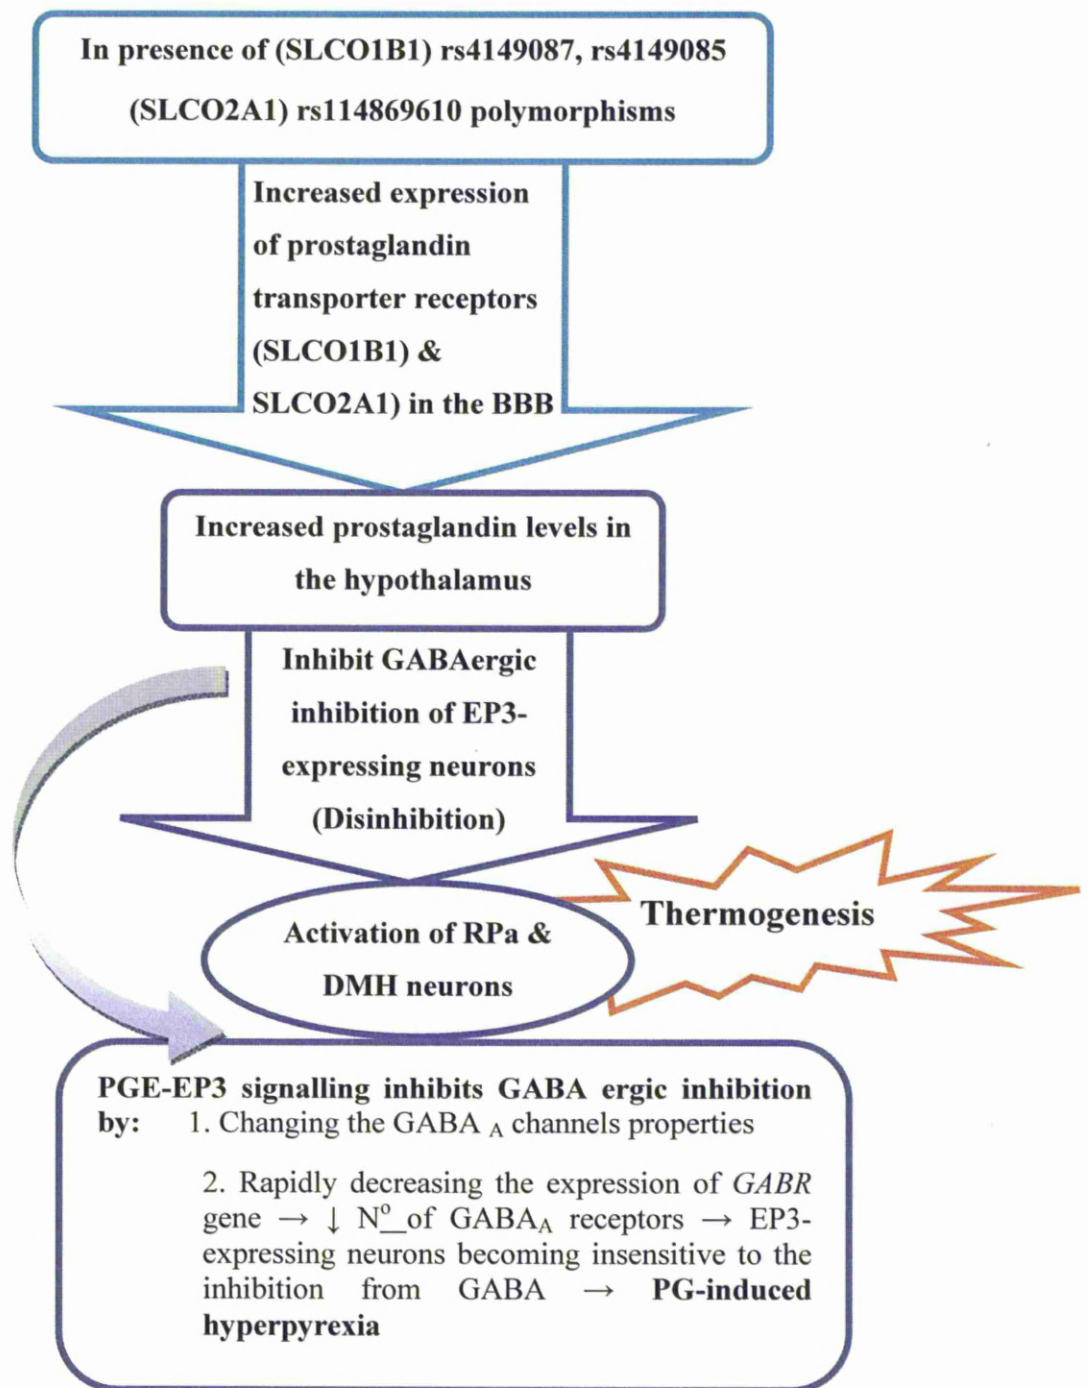 In presence of (SLCO1B1) rs4149087, rs4149085
(SLCO2A1) rs114869610 polymorphisms
Increased expression
of prostaglandin
transporter receptors
(SLCO1B1) &
SLCO2A1) in the BBB
Increased prostaglandin levels in
the hypothalamus
Inhibit GABAergic
inhibition of EP3-
expressing neurons
(Disinhibition)
Activation of RPa &
DMH neurons
Thermogenesis
PGE-EP3 signalling inhibits GABA ergic inhibition
by: 1. Changing the GABA A channels properties
2. Rapidly decreasing the expression of GABR
gene → ↓ Nº of GABAA receptors → EP3-
expressing neurons becoming insensitive to the
inhibition from GABA → PG-induced
hyperpyrexia